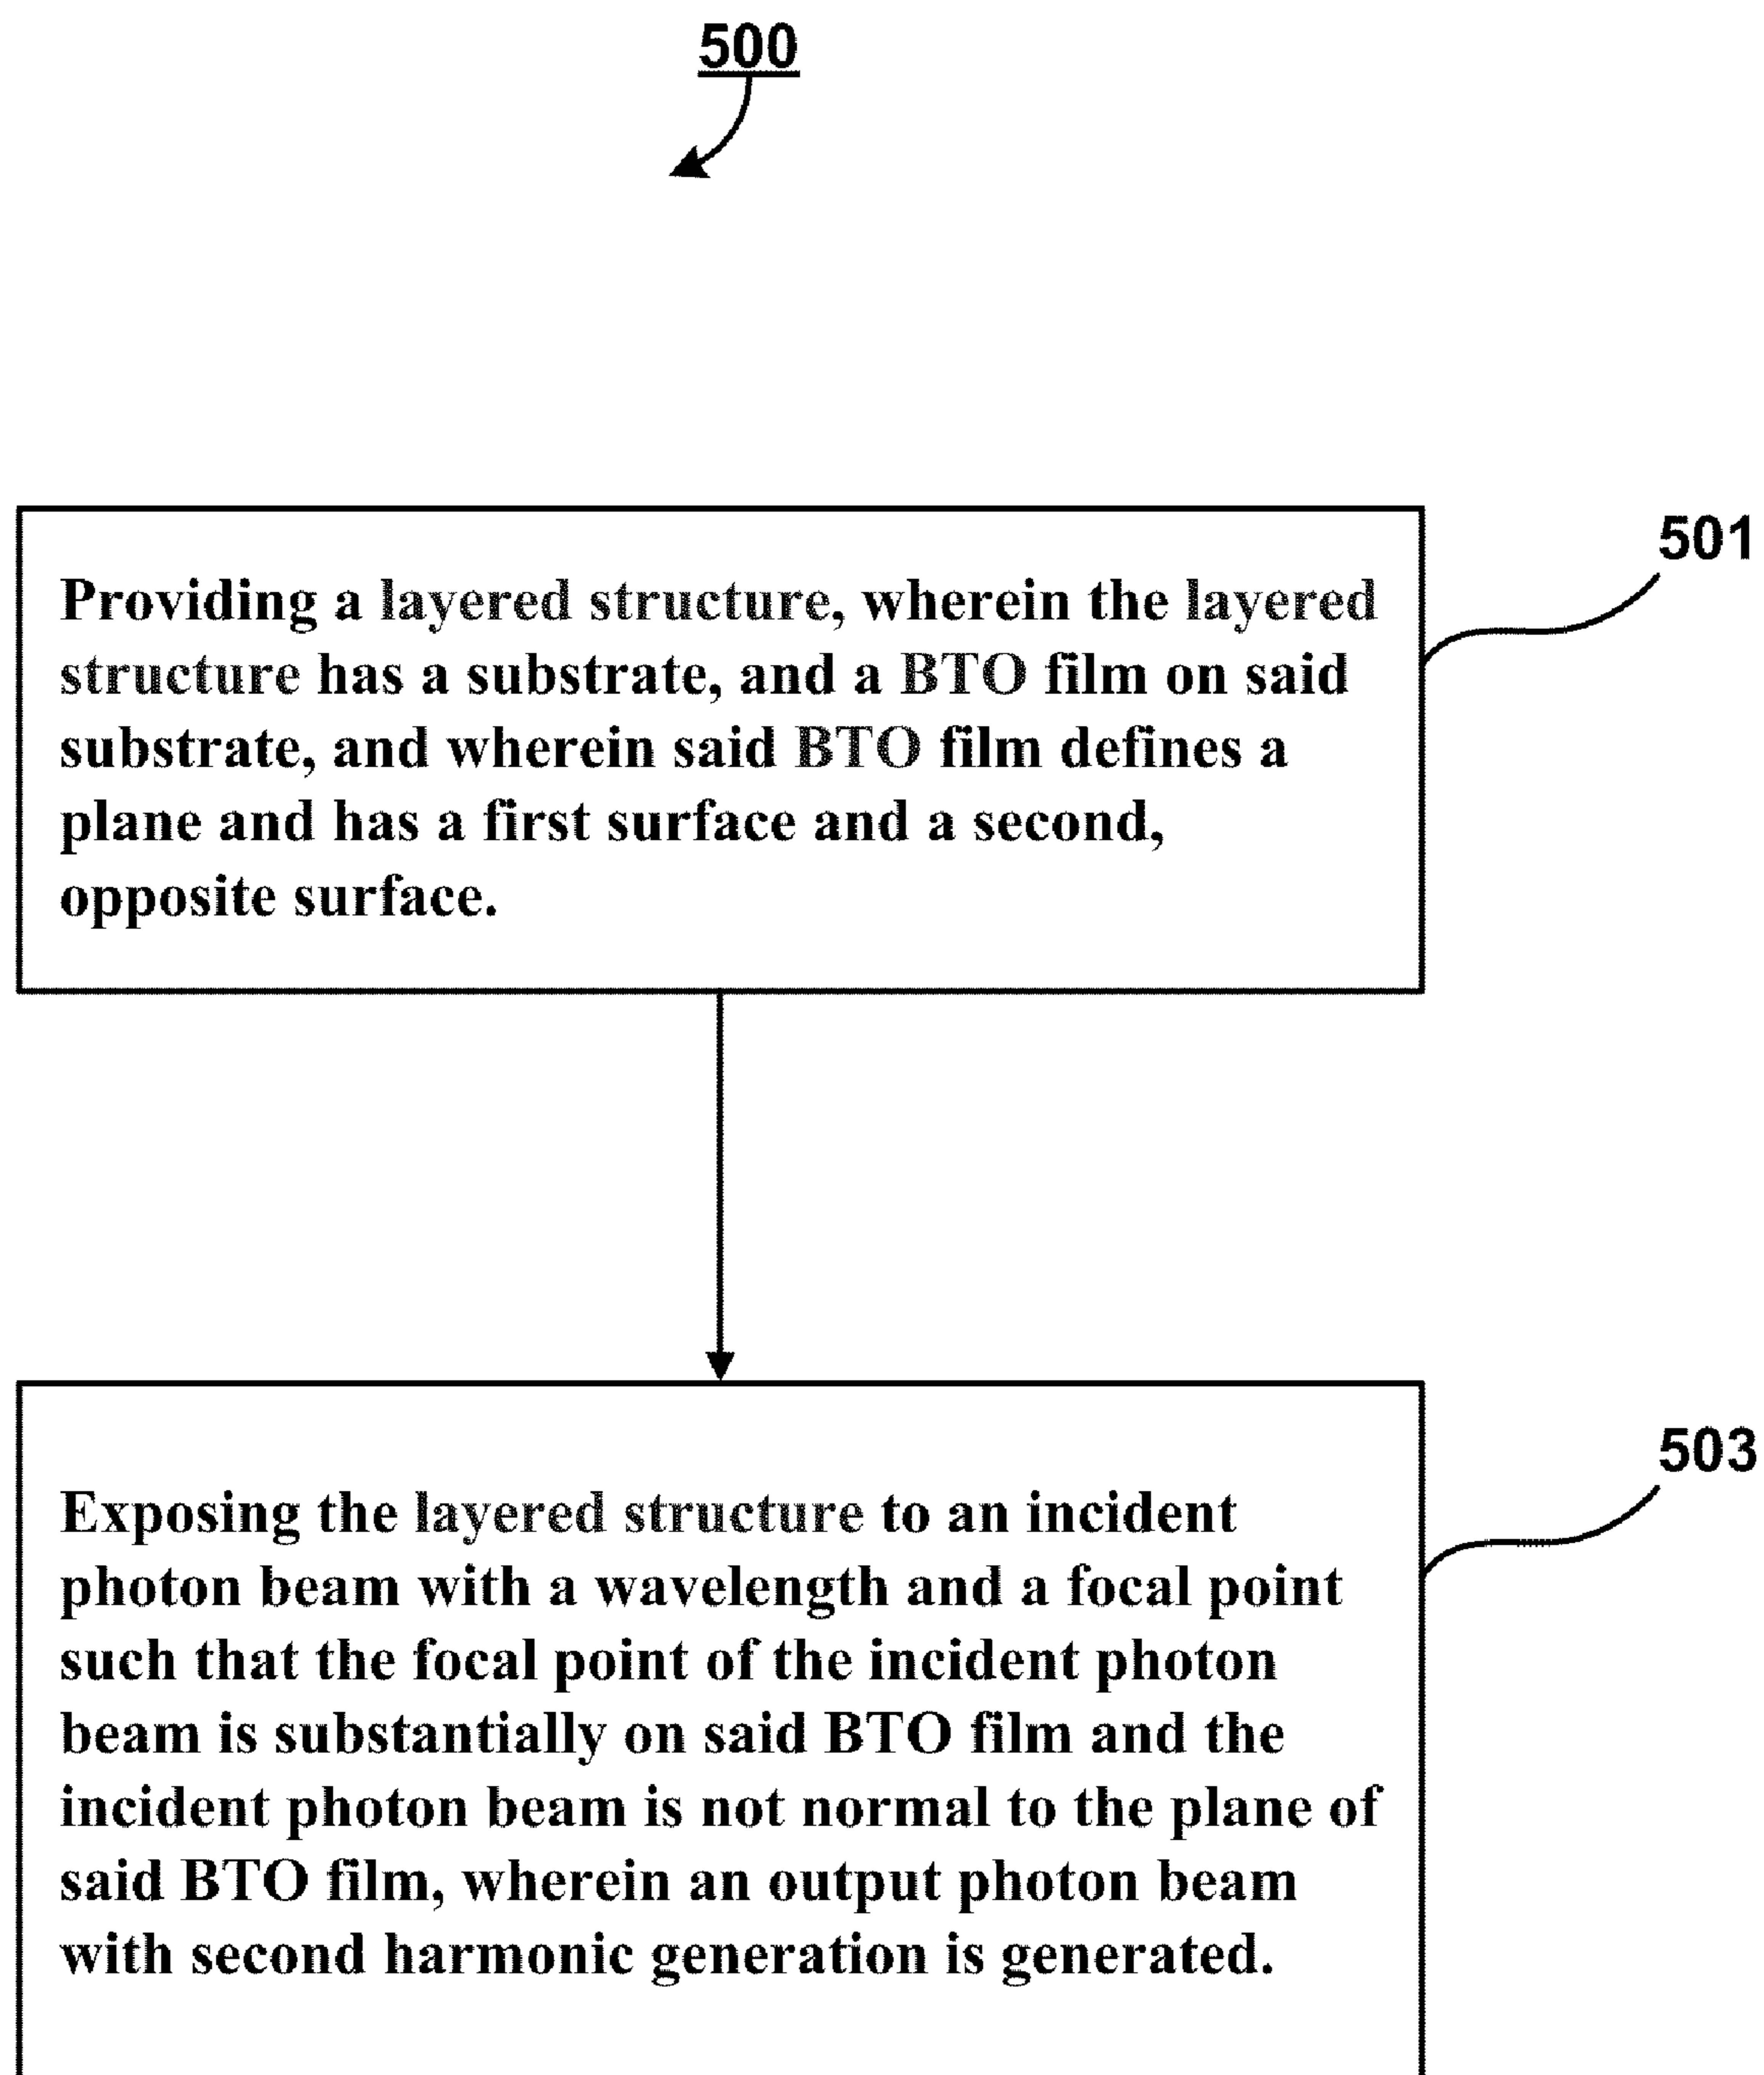 500
501
Providing a layered structure, wherein the layered
structure has a substrate, and a BTO film on said
substrate, and wherein said BTO film defines a
plane and has a first surface and a second,
opposite surface.
503
Exposing the layered structure to an incident
photon beam with a wavelength and a focal point
such that the focal point of the incident photon
beam is substantially on said BTO film and the
incident photon beam is not normal to the plane of
said BTO film, wherein an output photon beam
with second harmonic generation is generated.